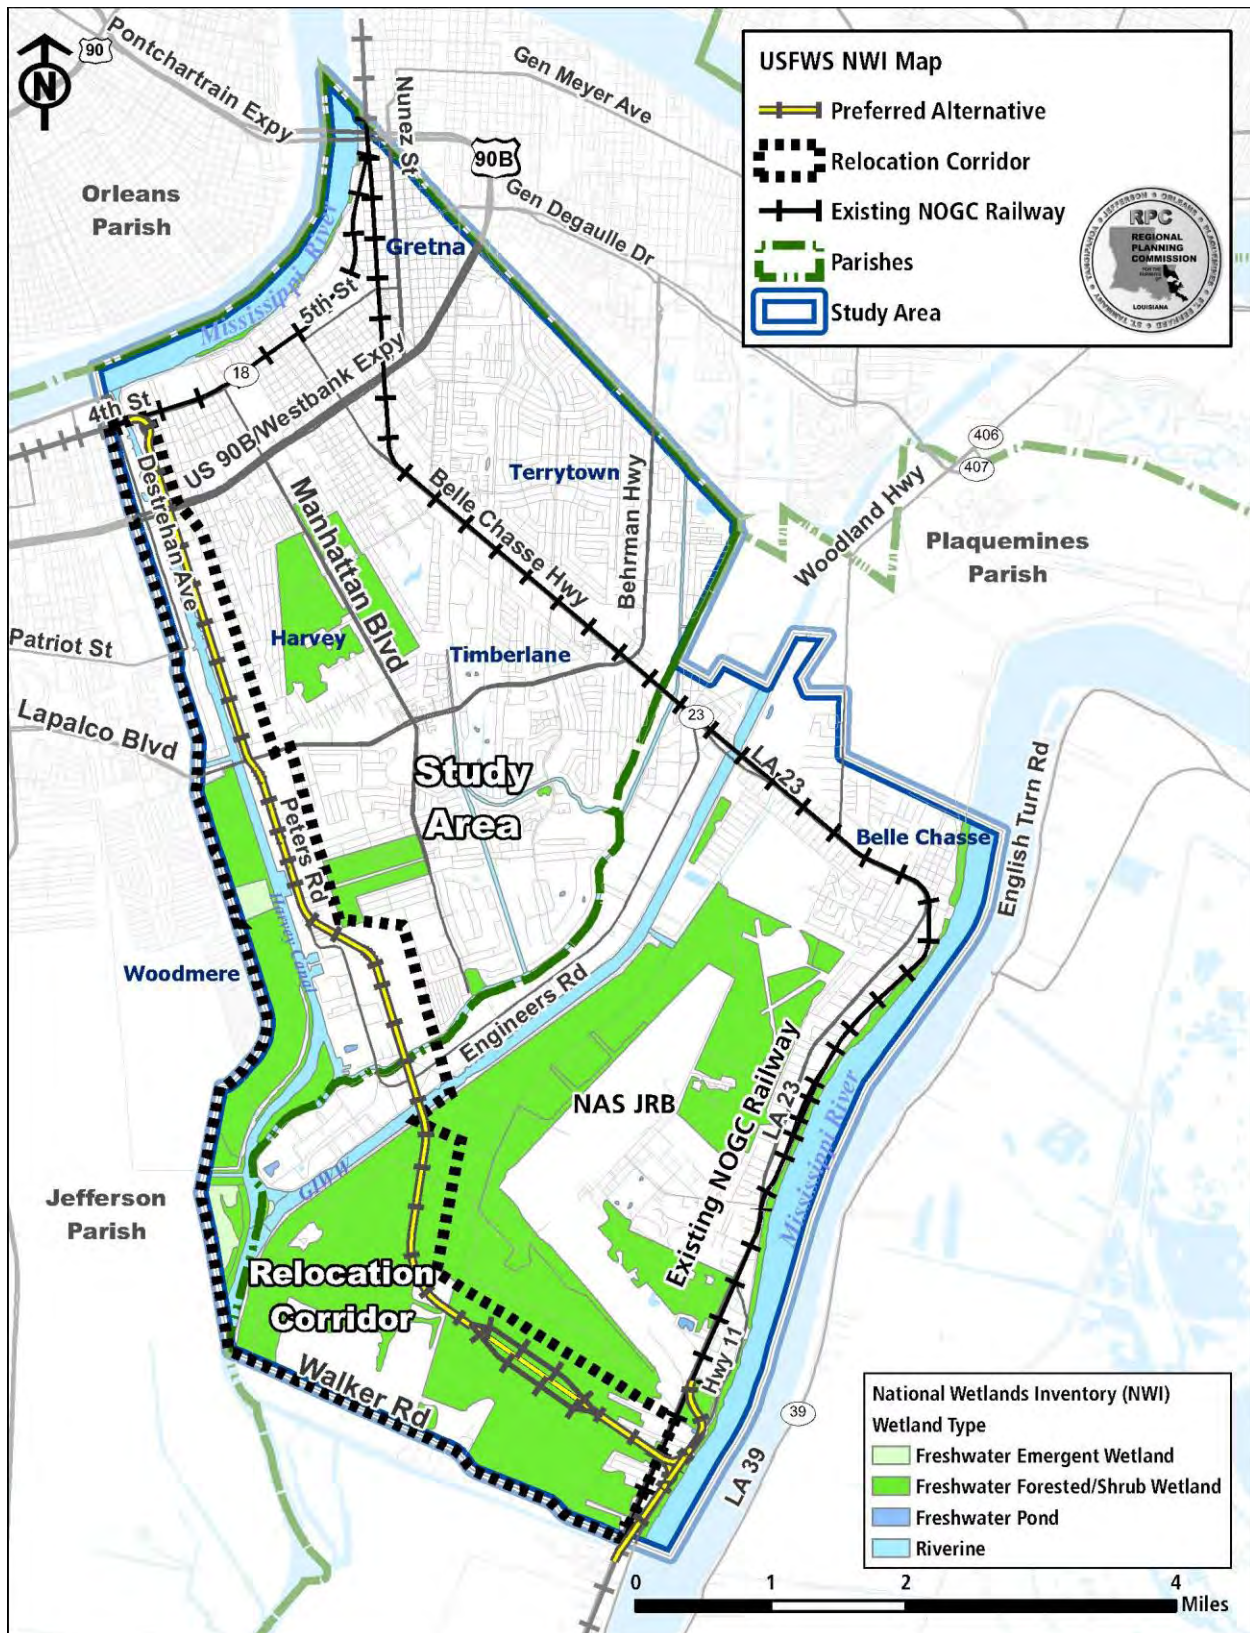 90
Pontchartrain Expy
N
Nunez St
Gen Meyer Ave
90B
Gen Degaulle Dr
Orleans
Parish
Mississippi River
Gretna
5th St
18
4th St
US 90B/Westbank Expy
Destrehan Ave
Manhattan Blvd
Belle Chasse Hwy
Terrytown
Behrman Hwy
Woodland Hwy
406
407
Plaquemines
Parish
Harvey
Timberlane
Patriot St
Lapalco Blvd
23
LA 23
Study
Area
Peters Rd
Belle Chasse
English Turn Rd
Harvey Canal
Woodmere
Engineers Rd
NAS JRB
Existing NOGC Railway
LA 23
Mississippi River
GIWW
Jefferson
Parish
Relocation
Corridor
Walker Rd
Hwy 11
39
LA 39
USFWS NWI Map
Preferred Alternative
Relocation Corridor
Existing NOGC Railway
Parishes
Study Area
RPC
REGIONAL
PLANNING
COMMISSION
LOUISIANA
National Wetlands Inventory (NWI)
Wetland Type
Freshwater Emergent Wetland
Freshwater Forested/Shrub Wetland
Freshwater Pond
Riverine
0 1 2 4
Miles